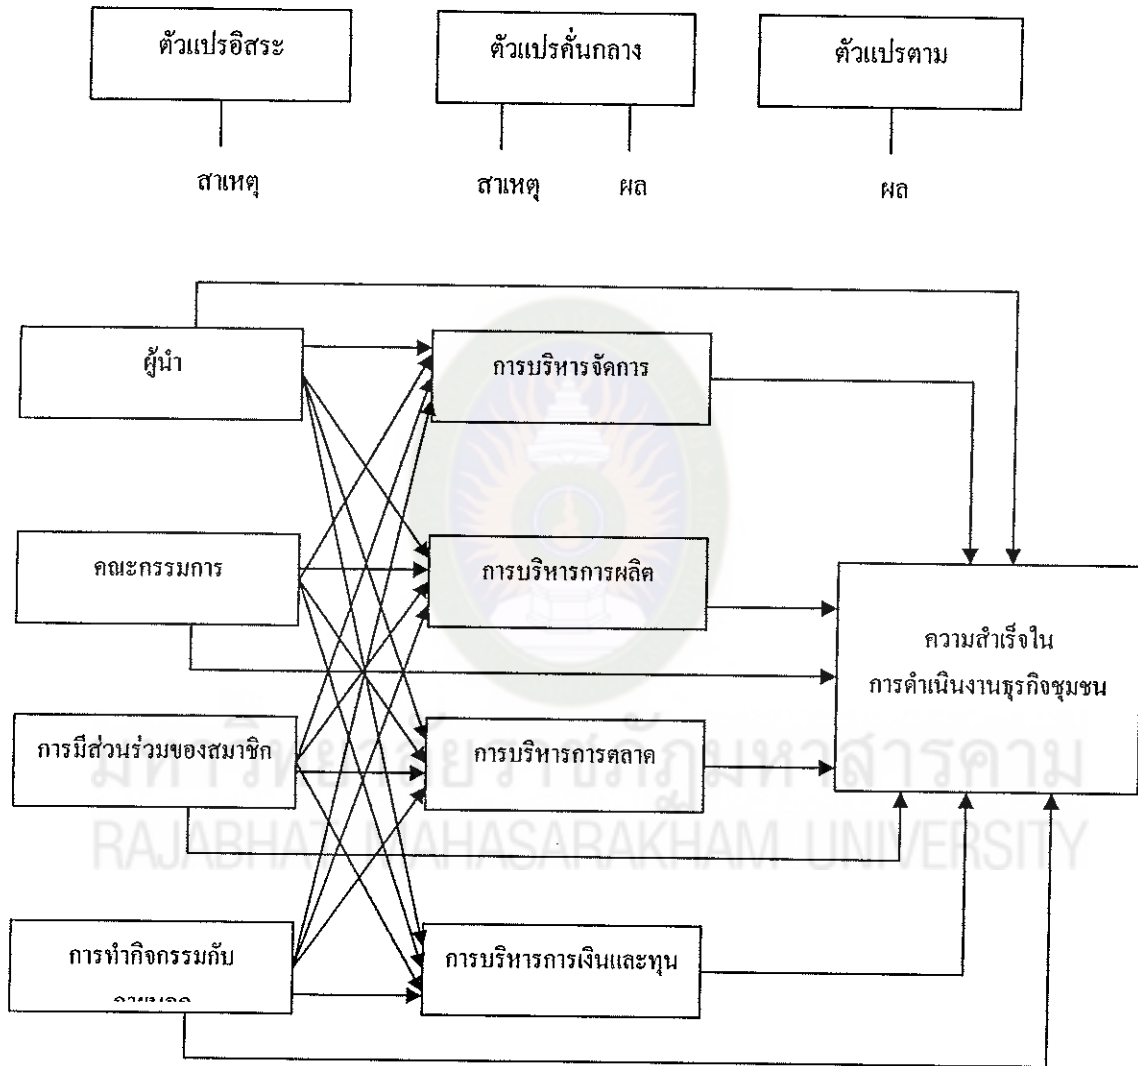 ตัวแปรอิสระ
ตัวแปรคั่นกลาง
ตัวแปรตาม
สาเหตุ
สาเหตุ
ผล
ผล
ผู้นำ
การบริหารจัดการ
คณะกรรมการ
การบริหารการผลิต
ความสำเร็จใน
การดำเนินงานธุรกิจชุมชน
การมีส่วนร่วมของสมาชิก
การบริหารการตลาด
มหาวิทยาลัยราชภัฏมหาสารคาม
RAJABHAT MAHASARAKHAM UNIVERSITY
การทำกิจกรรมกับ
การบริหารการเงินและทุน